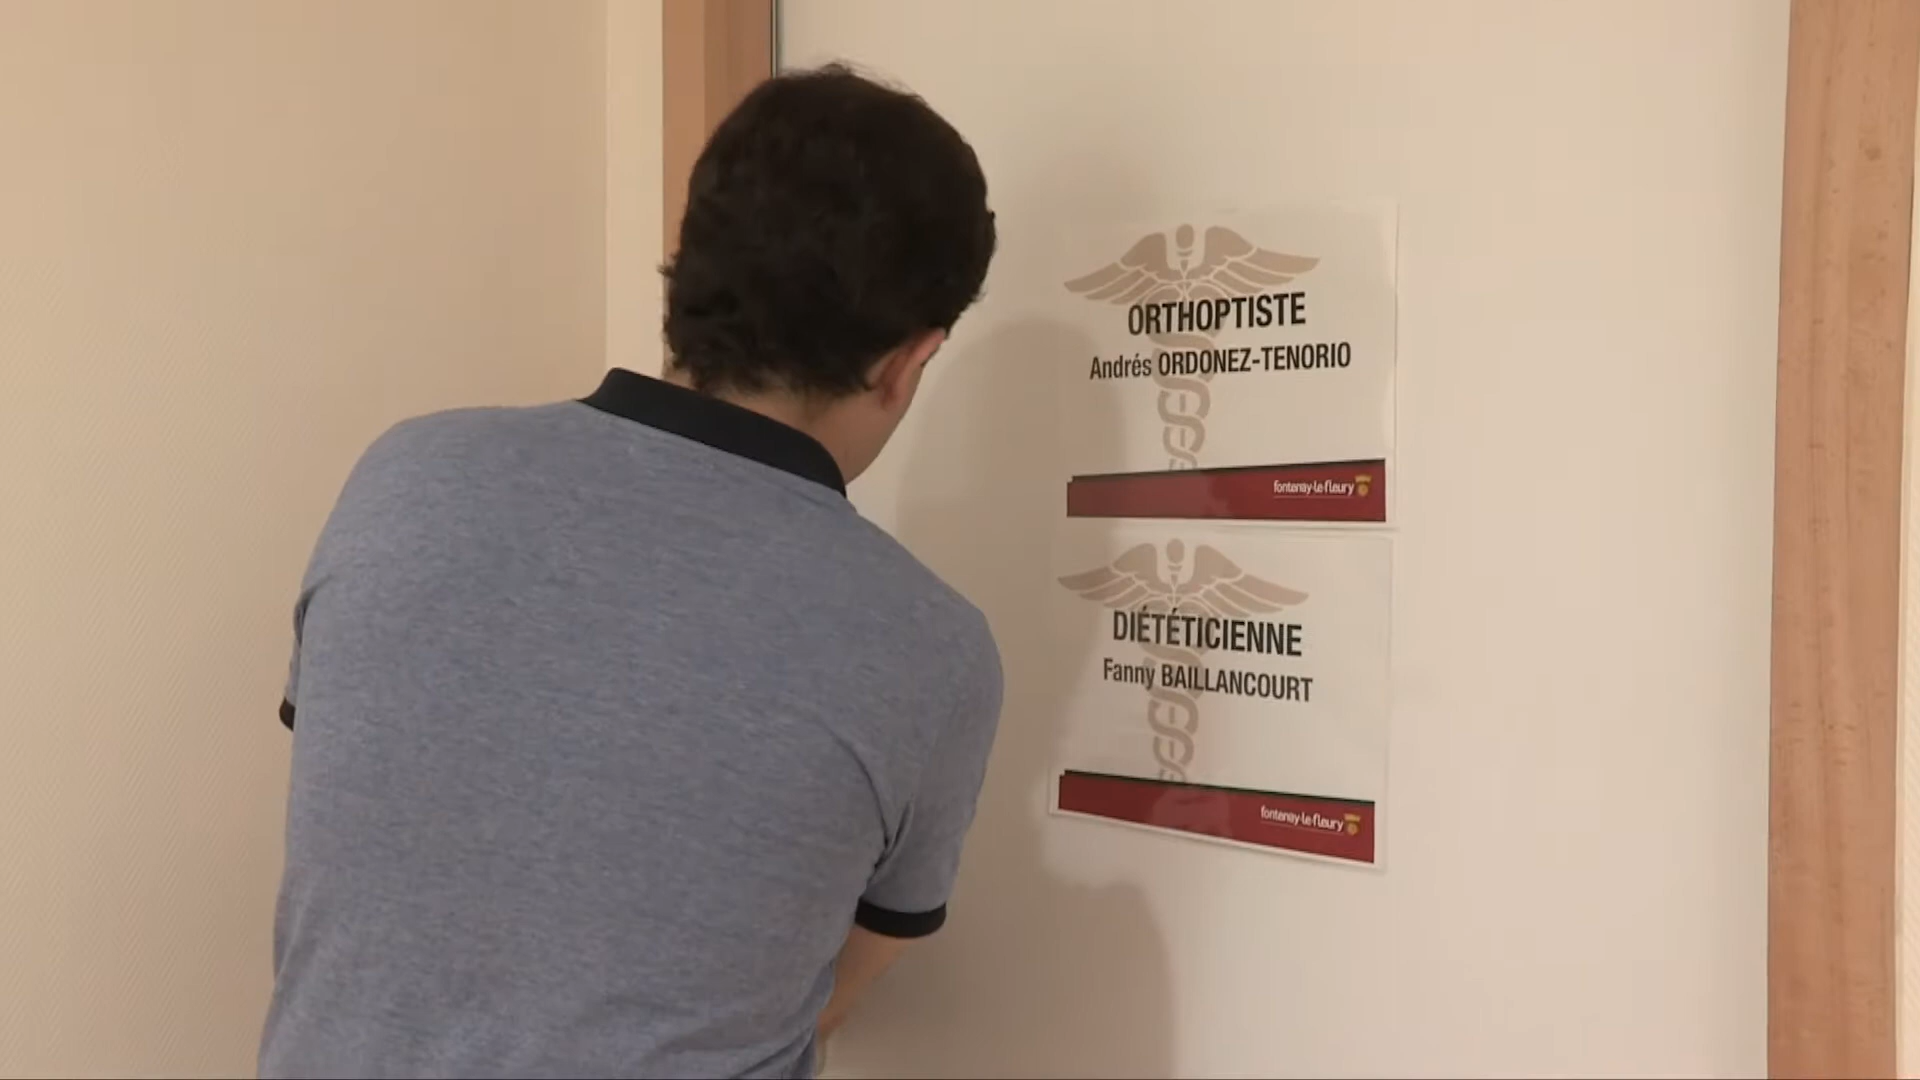 ORTHOPTISTE
Andrés ORDONEZ-TENORIO
fontenay-le-fleury
DIÉTÉTICIENNE
Fanny BAILLANCOURT
fontenay-le-fleury